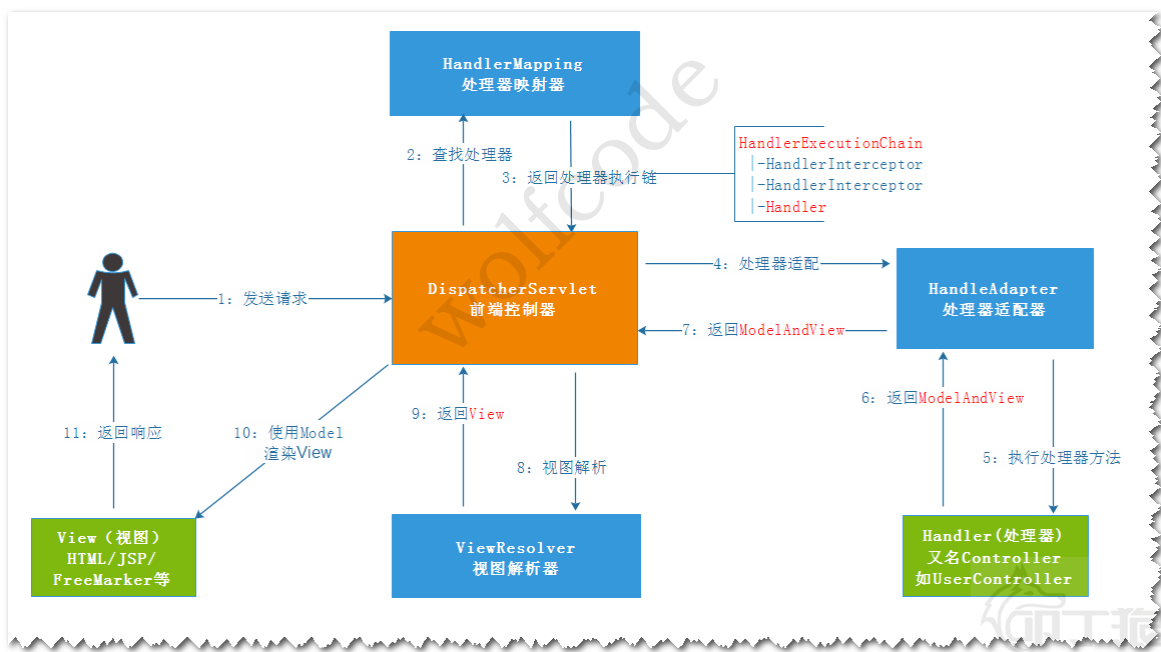 HandlerMapping
处理器映射器
2: 查找处理器
3: 返回处理器执行链
HandlerExecutionChain
|-HandlerInterceptor
|-HandlerInterceptor
|-Handler
DispatcherServlet
前端控制器
1: 发送请求
4: 处理器适配
HandleAdapter
处理器适配器
7: 返回ModelAndView
6: 返回ModelAndView
5: 执行处理器方法
9: 返回View
8: 视图解析
10: 使用Model
渲染View
11: 返回响应
View（视图）
HTML/JSP/
FreeMarker等
ViewResolver
视图解析器
Handler(处理器)
又名Controller
如UserController
wolfcode